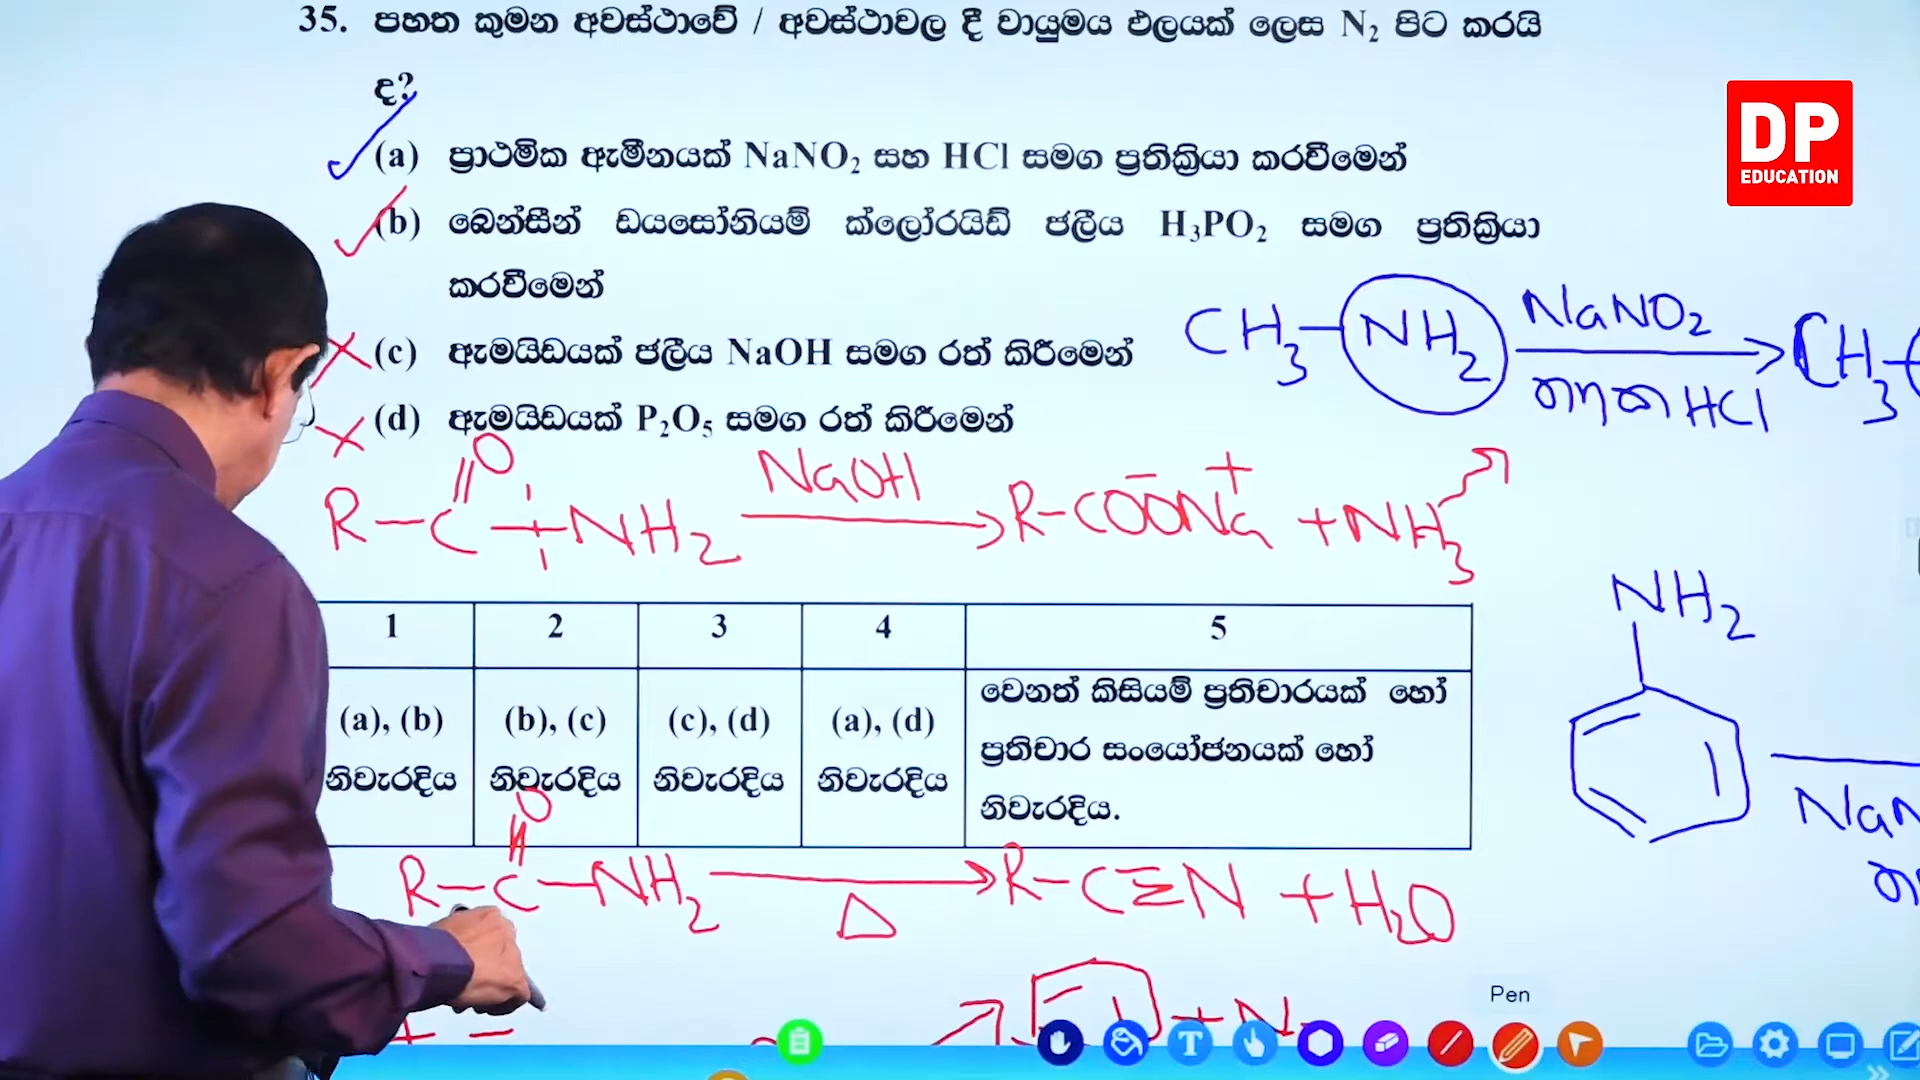 35. පහත කුමන අවස්ථාවේ / අවස්ථාවල දී වායුමය ඵලයක් ලෙස N₂ පිට කරයි
ද?
(a) ප්‍රාථමික ඇමීනයක් NaNO₂ සහ HCl සමග ප්‍රතික්‍රියා කරවීමෙන්
(b) බෙන්සීන් ඩයසෝනියම් ක්ලෝරයිඩ් ජලීය H₃PO₂ සමග ප්‍රතික්‍රියා
කරවීමෙන්
(c) ඇමයිඩයක් ජලීය NaOH සමග රත් කිරීමෙන්
(d) ඇමයිඩයක් P₂O₅ සමග රත් කිරීමෙන්
DP
EDUCATION
CH₃-NH₂ NaNO₂ CH₃
තනුක HCl
O
R-C-NH₂ NaOH R-COO⁻Na⁺ + NH₃
NH₂
1 2 3 4 5
(a), (b) නිවැරදියි
(b), (c) නිවැරදියි
(c), (d) නිවැරදියි
(a), (d) නිවැරදියි
වෙනත් කිසියම් ප්‍රතිචාරයක් හෝ
ප්‍රතිචාර සංයෝජනයක් හෝ
නිවැරදිය.
NaN
O
R-C-NH₂ Δ R-C≡N + H₂O
+ N
Pen